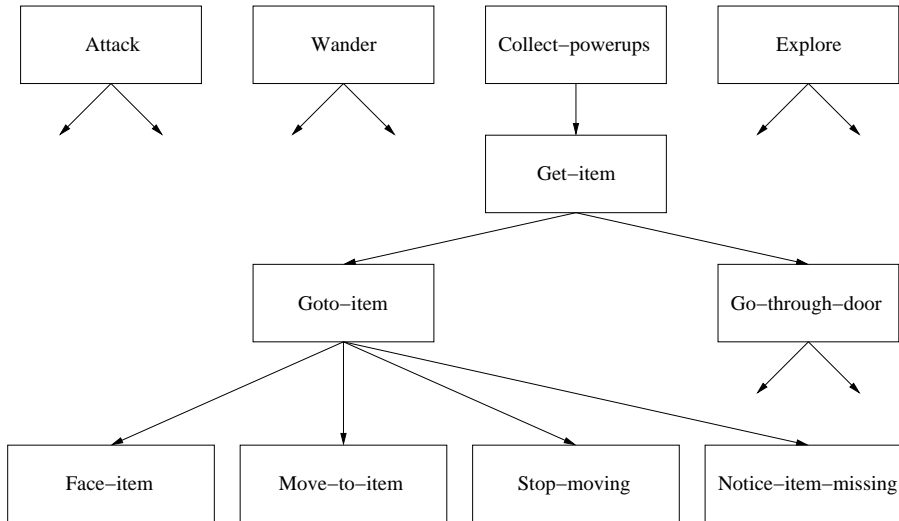 Attack
Wander
Collect−powerups
Explore
Get−item
Goto−item
Go−through−door
Face−item
Move−to−item
Stop−moving
Notice−item−missing